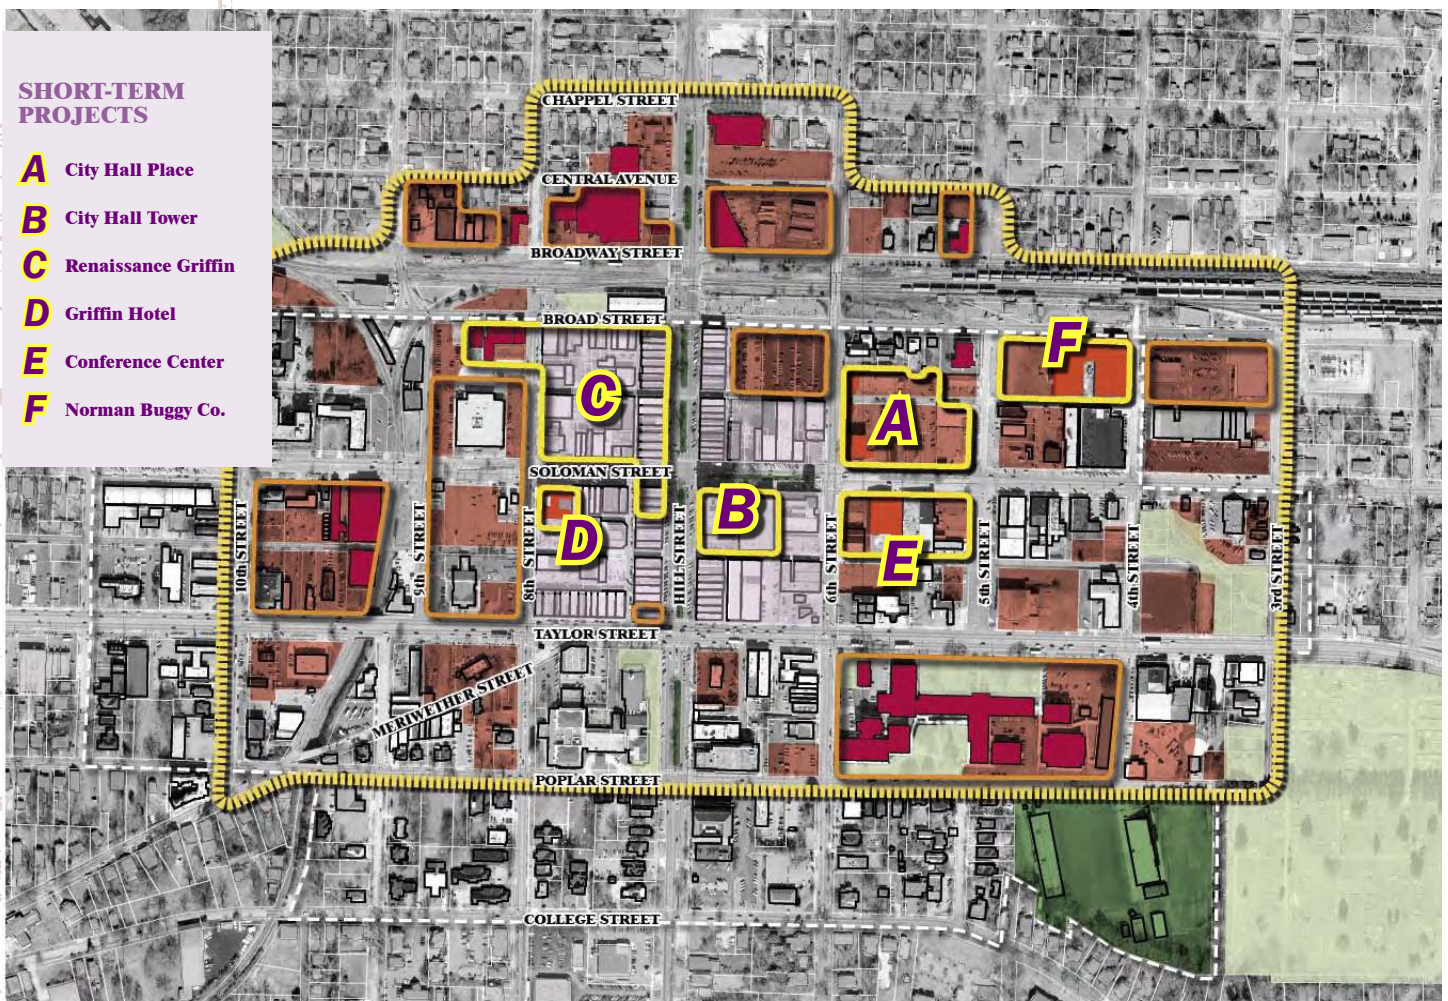 SHORT-TERM
PROJECTS
A City Hall Place
B City Hall Tower
C Renaissance Griffin
D Griffin Hotel
E Conference Center
F Norman Buggy Co.
CHAPPEL STREET
CENTRAL AVENUE
BROADWAY STREET
BROAD STREET
F
C
A
SOLOMAN STREET
B
D
E
10th STREET
9th STREET
8th STREET
HILL STREET
6th STREET
5th STREET
4th STREET
3rd STREET
TAYLOR STREET
MERIWETHER STREET
POPLAR STREET
COLLEGE STREET